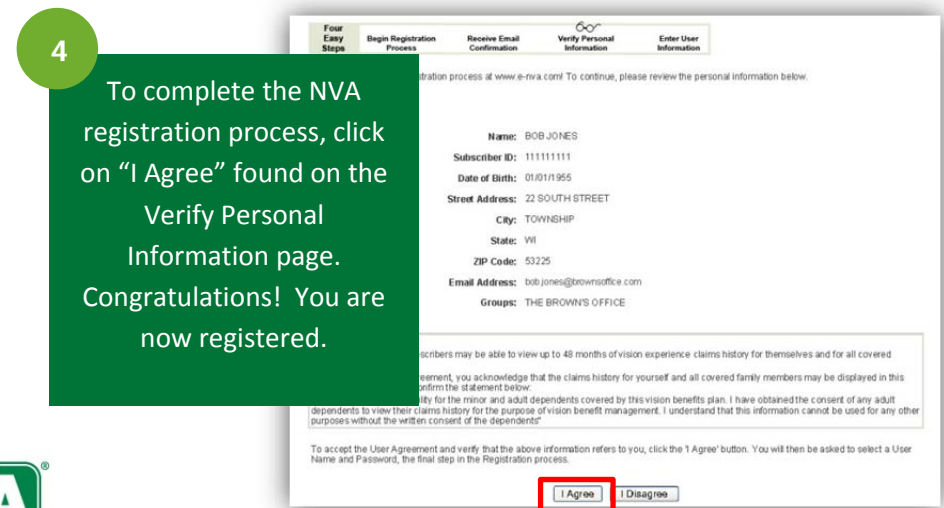 4
To complete the NVA
registration process, click
on “I Agree” found on the
Verify Personal
Information page.
Congratulations!  You are
now registered.
Four
Easy
Steps
Begin Registration
Process
Receive Email
Confirmation
Verify Personal
Information
Enter User
Information
process at www.e-nva.com! To continue, please review the personal information below.
Name: BOB JONES
Subscriber ID: 111111111
Date of Birth: 01/01/1955
Street Address: 22 SOUTH STREET
City: TOWNSHIP
State: WI
ZIP Code: 53225
Email Address: bob.jones@brownsoffice.com
Groups: THE BROWN'S OFFICE
may be able to view up to 48 months of vision experience claims history for themselves and for all covered
you acknowledge that the claims history for yourself and all covered family members may be displayed in this
the statement below:
for the minor and adult dependents covered by this vision benefits plan. I have obtained the consent of any adult
dependents to view their claims history for the purpose of vision benefit management. I understand that this information cannot be used for any other
purposes without the written consent of the dependents"
To accept the User Agreement and verify that the above information refers to you, click the 'I Agree' button. You will then be asked to select a User
Name and Password, the final step in the Registration process.
I Agree
I Disagree
®